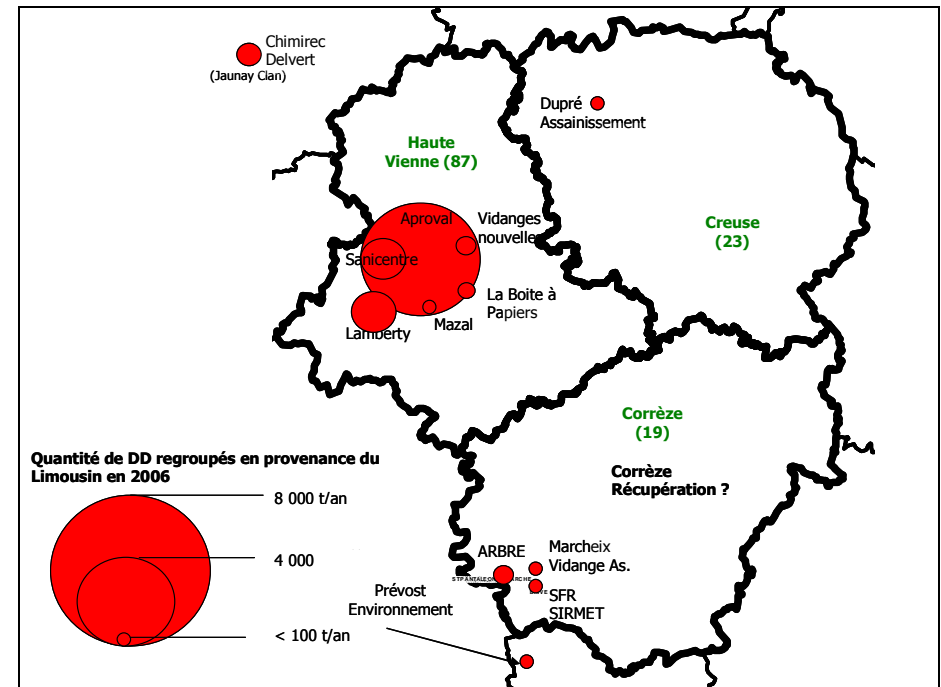 Chimirec
Delvert
(Jaunay Clan)
Dupré
Assainissement
Haute
Vienne (87)
Aproval
Vidanges
nouvelles
Creuse
(23)
Sanicentre
La Boite à
Papiers
Mazal
Lamberty
Corrèze
(19)
Corrèze
Récupération ?
Quantité de DD regroupés en provenance du
Limousin en 2006
8 000 t/an
4 000
< 100 t/an
ARBRE
Marcheix
Vidange As.
SFR
SIRMET
Prévost
Environnement